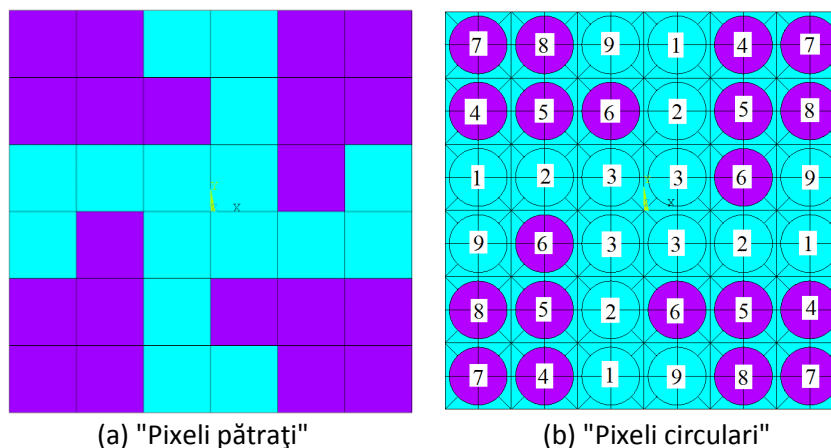 7 8 9 1 4 7
4 5 6 2 5 8
1 2 3 3 6 9
X X
9 6 3 3 2 1
8 5 2 6 5 4
7 4 1 9 8 7
(a) "Pixeli pătraţi" (b) "Pixeli circulari"